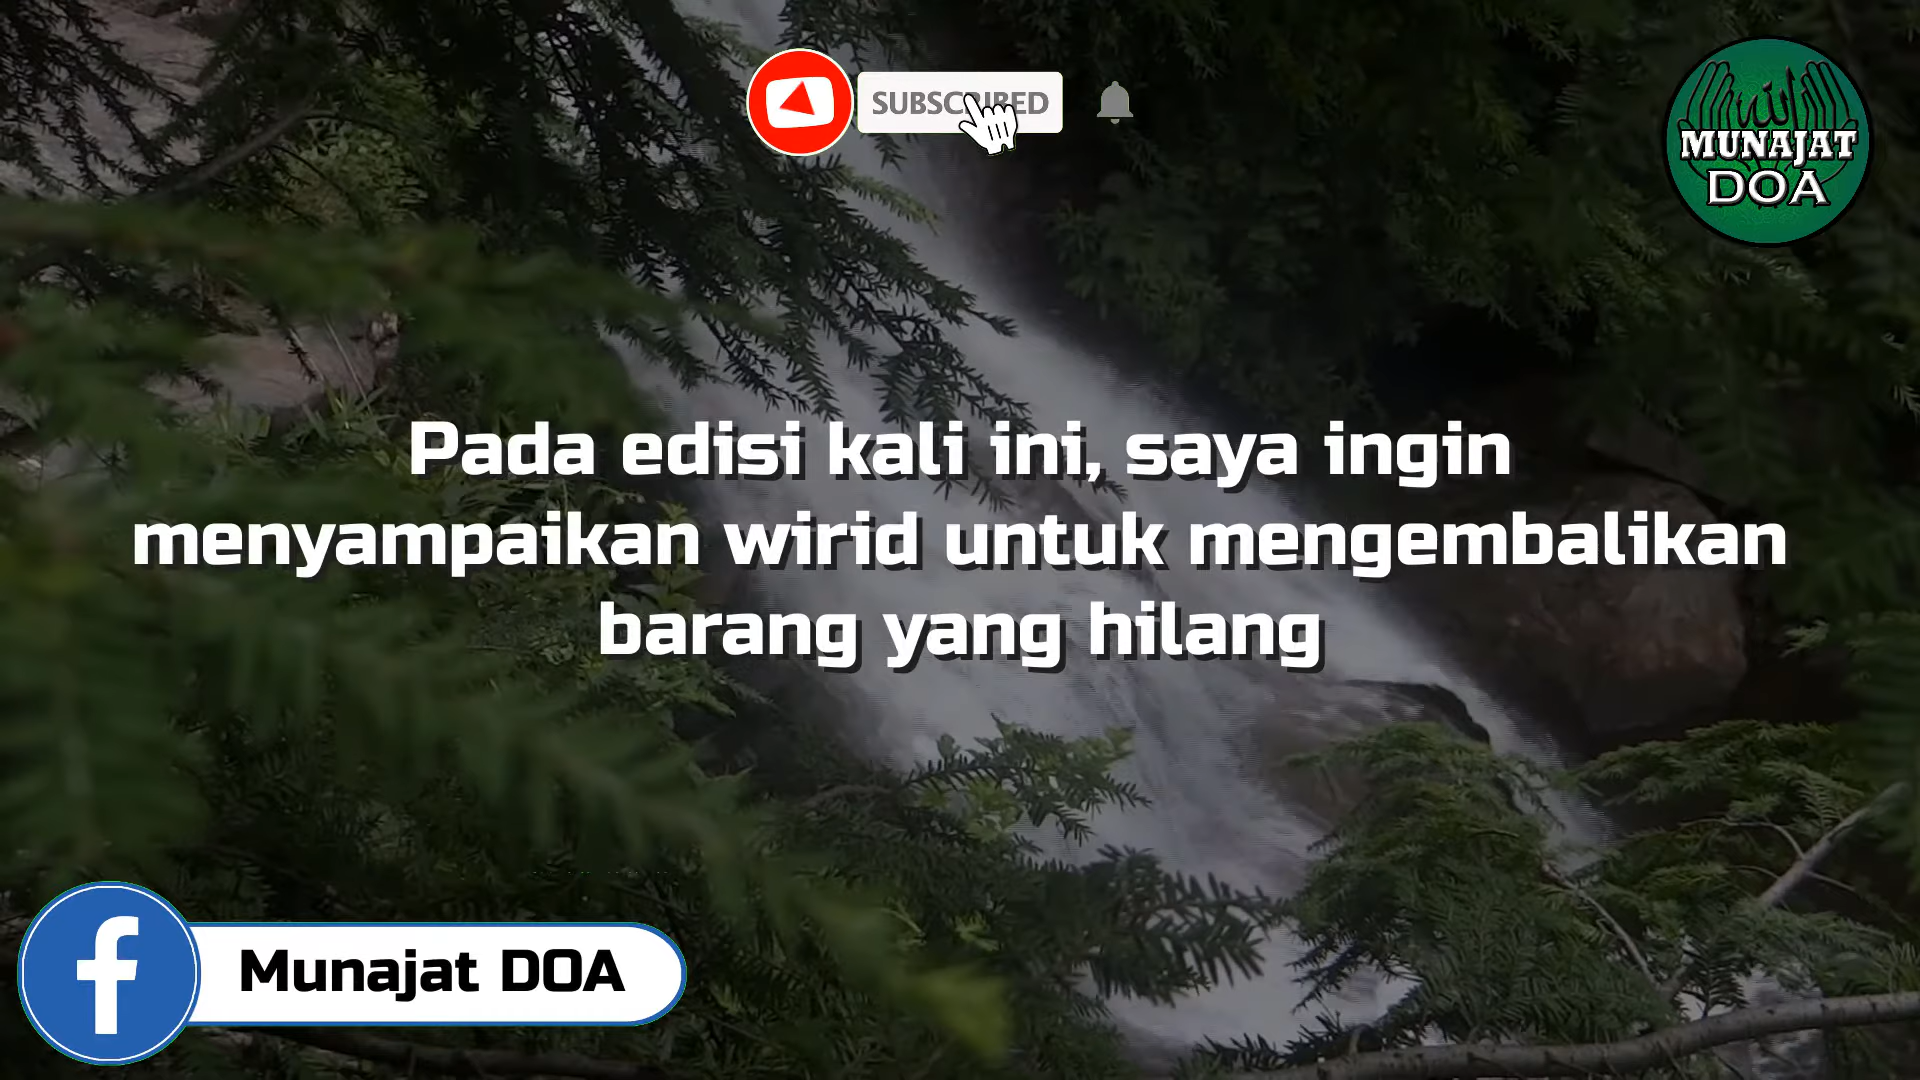 SUBSCRIBED
MUNAJAT
DOA
Pada edisi kali ini, saya ingin
menyampaikan wirid untuk mengembalikan
barang yang hilang
Munajat DOA